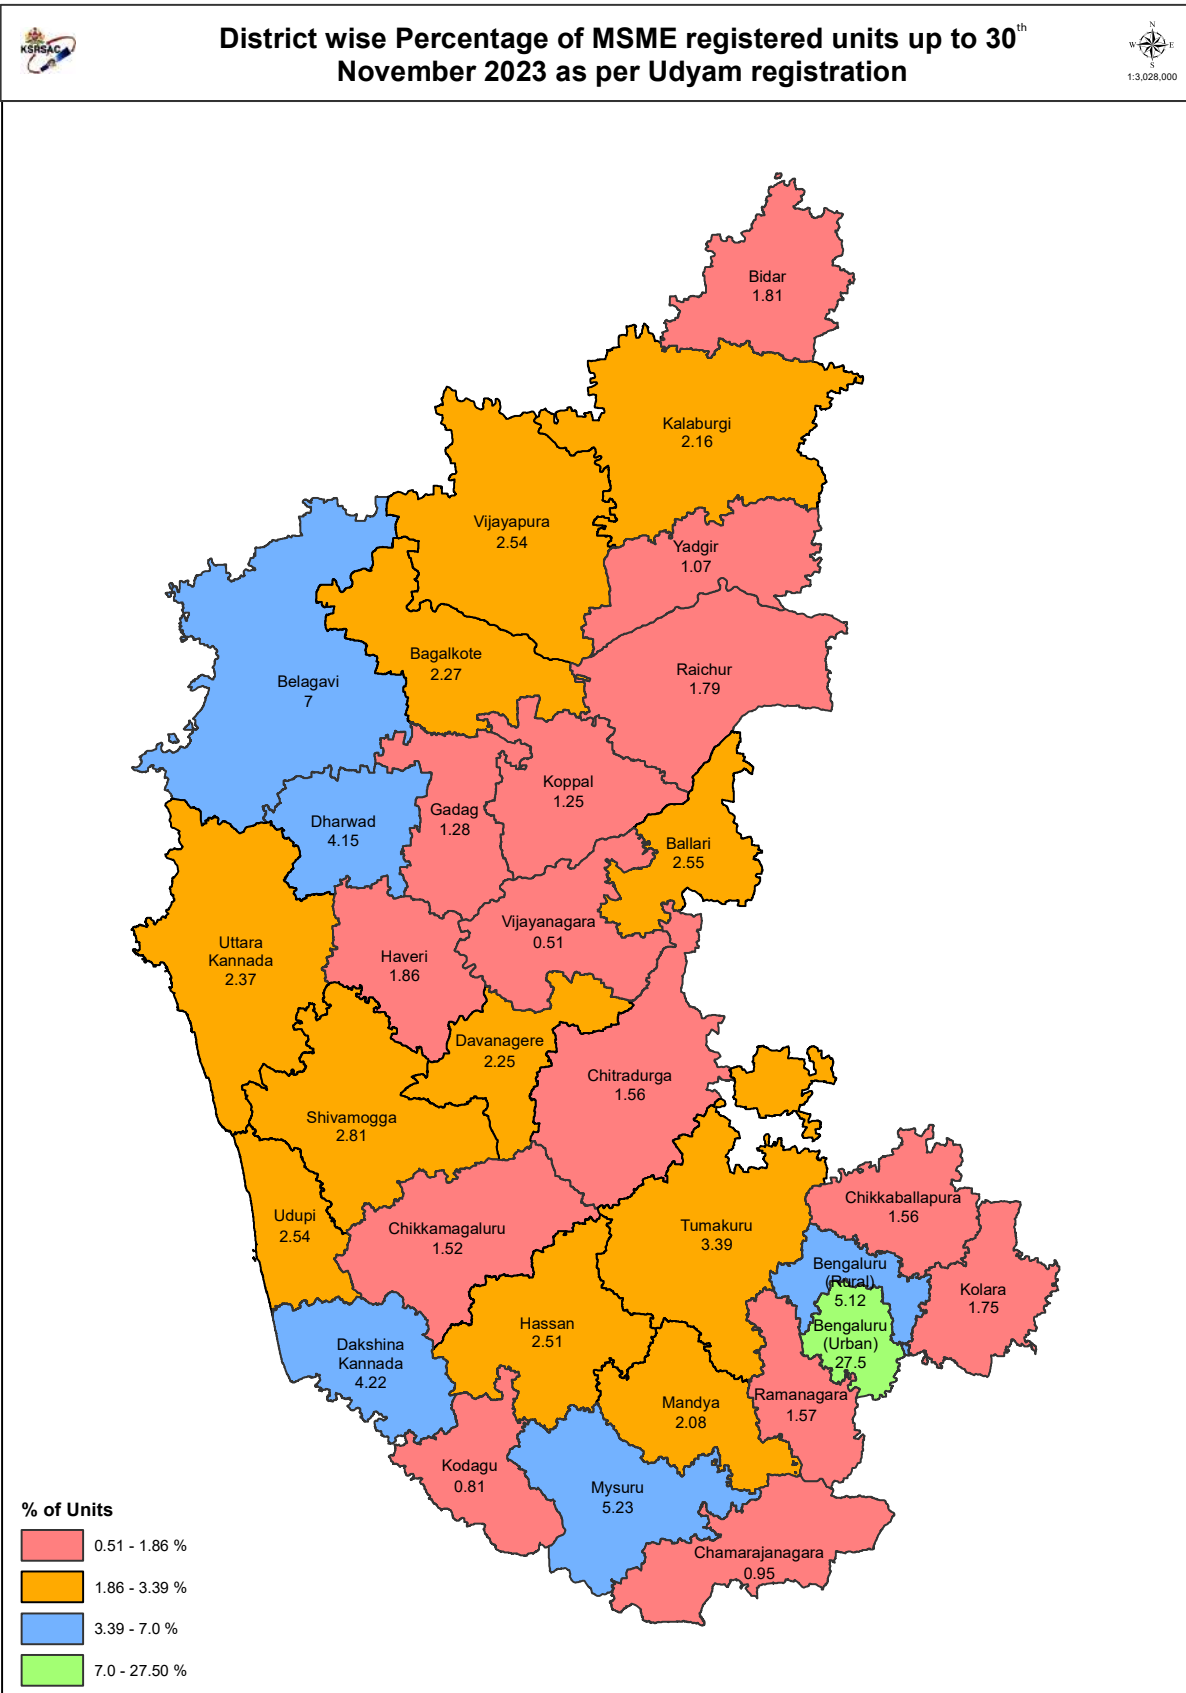 KSRSAC
District wise Percentage of MSME registered units up to 30th
November 2023 as per Udyam registration
N
W E
S
1:3,028,000
Bidar
1.81
Kalaburgi
2.16
Vijayapura
2.54
Yadgir
1.07
Bagalkote
2.27
Raichur
1.79
Belagavi
7
Koppal
1.25
Gadag
1.28
Dharwad
4.15
Ballari
2.55
Vijayanagara
0.51
Uttara
Kannada
2.37
Haveri
1.86
Davanagere
2.25
Chitradurga
1.56
Shivamogga
2.81
Chikkaballapura
1.56
Udupi
2.54
Chikkamagaluru
1.52
Tumakuru
3.39
Bengaluru
(Rural)
5.12
Kolara
1.75
Bengaluru
(Urban)
27.5
Hassan
2.51
Dakshina
Kannada
4.22
Mandya
2.08
Ramanagara
1.57
Kodagu
0.81
Mysuru
5.23
Chamarajanagara
0.95
% of Units
0.51 - 1.86 %
1.86 - 3.39 %
3.39 - 7.0 %
7.0 - 27.50 %